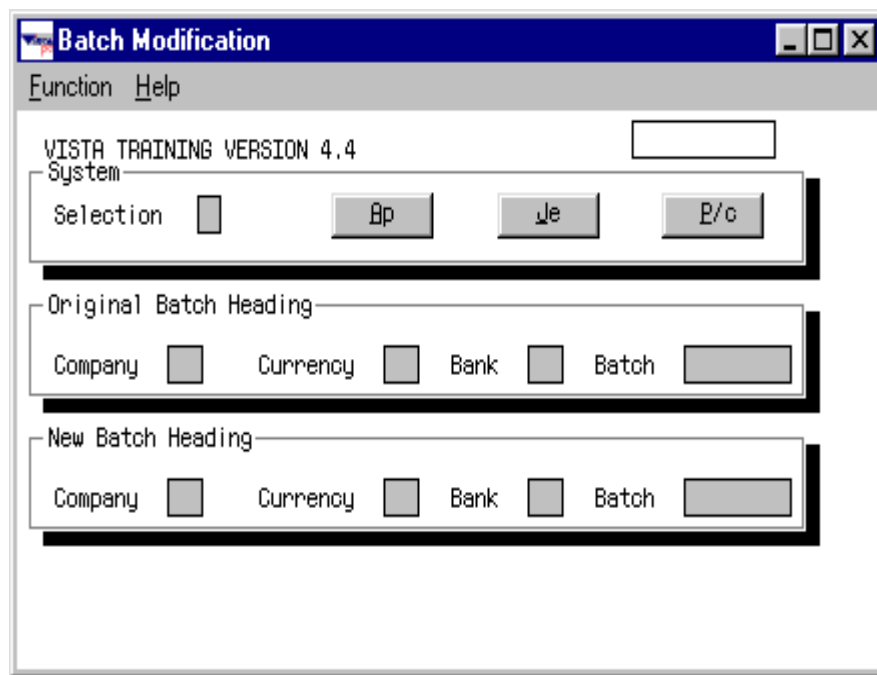 Batch Modification
Function Help
VISTA TRAINING VERSION 4.4
System
Selection Ap Je P/c
Original Batch Heading
Company Currency Bank Batch
New Batch Heading
Company Currency Bank Batch